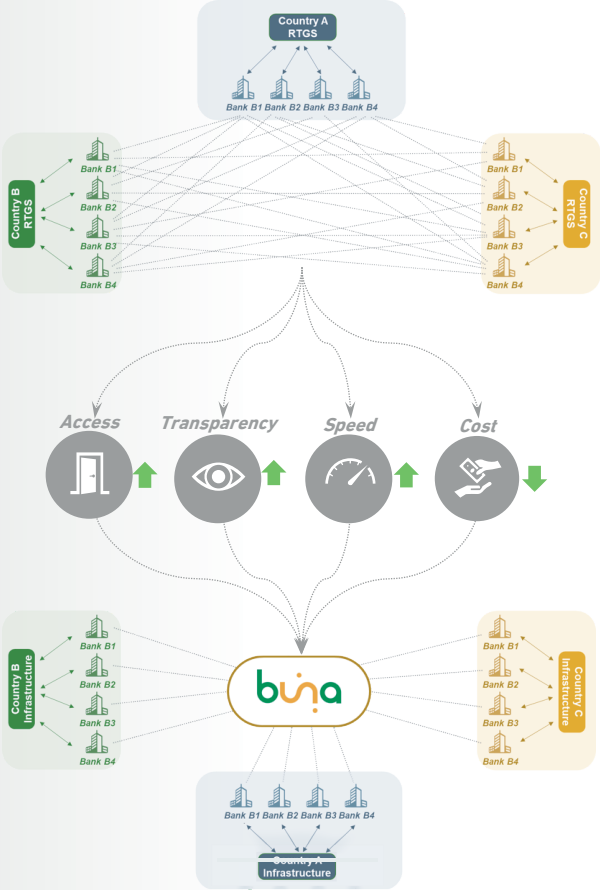 Country A
RTGS
Bank B1 Bank B2 Bank B3 Bank B4
Country B
RTGS
Bank B1
Bank B2
Bank B3
Bank B4
Country C
RTGS
Bank B1
Bank B2
Bank B3
Bank B4
Access
Transparency
Speed
Cost
Country B
Infrastructure
Bank B1
Bank B2
Bank B3
Bank B4
buna
Country C
Infrastructure
Bank B1
Bank B2
Bank B3
Bank B4
Bank B1 Bank B2 Bank B3 Bank B4
Country A
Infrastructure